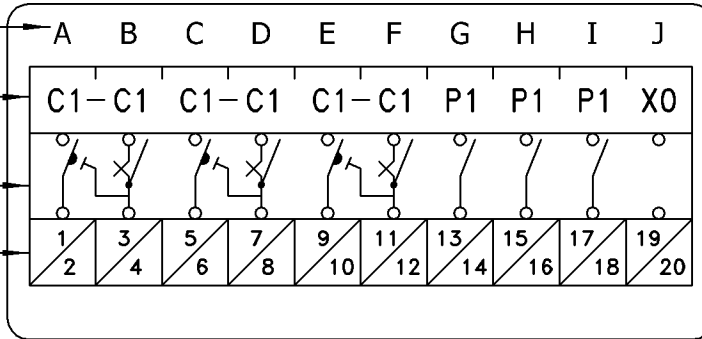 A B C D E F G H I J
C1-C1 C1-C1 C1-C1 P1 P1 P1 X0
1 3 5 7 9 11 13 15 17 19
2 4 6 8 10 12 14 16 18 20